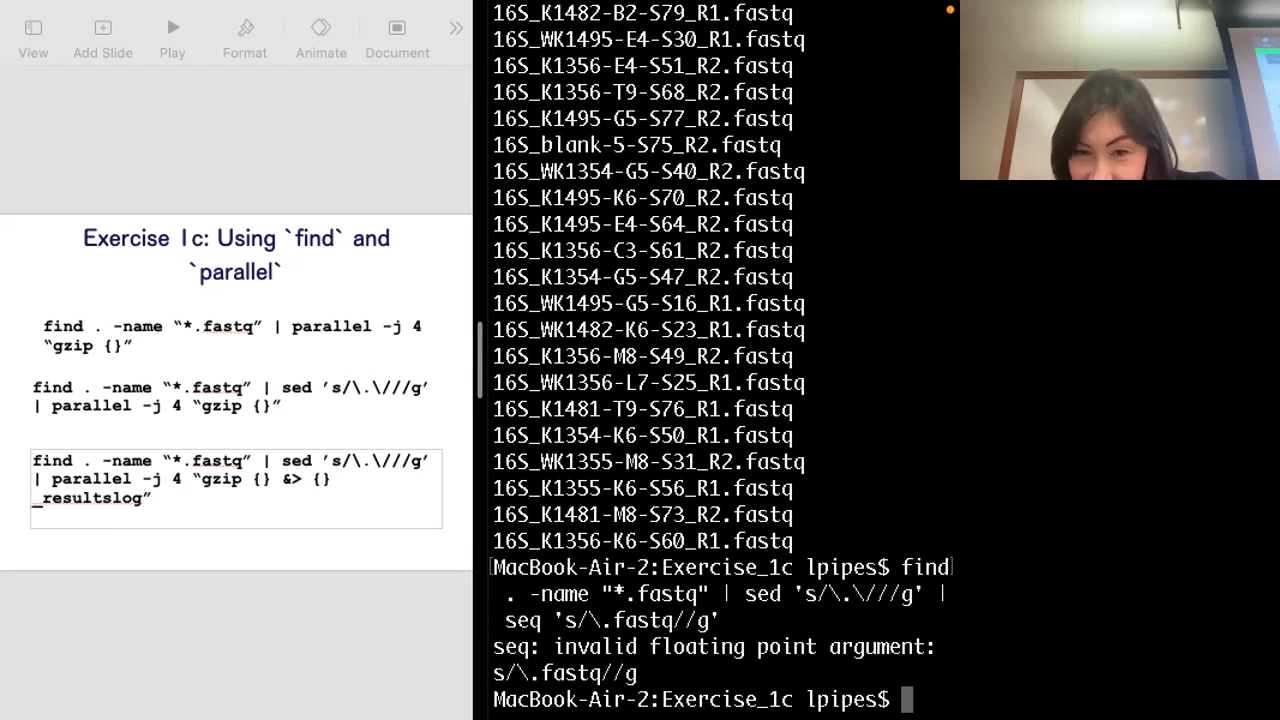 View
Add Slide
Play
Format
Animate
Document
Exercise 1c: Using `find` and
`parallel`
find . -name “*.fastq” | parallel -j 4
“gzip {}”
find . -name “*.fastq” | sed ’s/\.\///g’
| parallel -j 4 “gzip {}”
find . -name “*.fastq” | sed ’s/\.\///g’
| parallel -j 4 “gzip {} &> {}
_resultslog”
16S_K1482-B2-S79_R1.fastq
16S_WK1495-E4-S30_R1.fastq
16S_K1356-E4-S51_R2.fastq
16S_K1356-T9-S68_R2.fastq
16S_K1495-G5-S77_R2.fastq
16S_blank-5-S75_R2.fastq
16S_WK1354-G5-S40_R2.fastq
16S_K1495-K6-S70_R2.fastq
16S_K1495-E4-S64_R2.fastq
16S_K1356-C3-S61_R2.fastq
16S_K1354-G5-S47_R2.fastq
16S_WK1495-G5-S16_R1.fastq
16S_WK1482-K6-S23_R1.fastq
16S_K1356-M8-S49_R2.fastq
16S_WK1356-L7-S25_R1.fastq
16S_K1481-T9-S76_R1.fastq
16S_K1354-K6-S50_R1.fastq
16S_WK1355-M8-S31_R2.fastq
16S_K1355-K6-S56_R1.fastq
16S_K1481-M8-S73_R2.fastq
16S_K1356-K6-S60_R1.fastq
MacBook-Air-2:Exercise_1c lpipes$ find
. -name "*.fastq" | sed 's/\.\///g' |
seq 's/\.fastq//g'
seq: invalid floating point argument:
s/\.fastq//g
MacBook-Air-2:Exercise_1c lpipes$